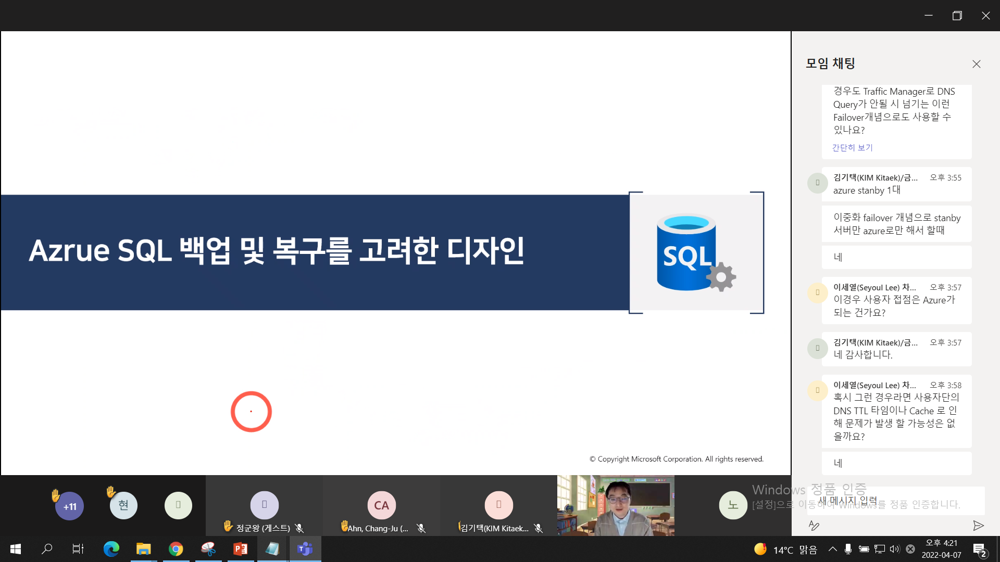 Azrue SQL 백업 및 복구를 고려한 디자인
SQL
© Copyright Microsoft Corporation. All rights reserved.
모임 채팅
경우도 Traffic Manager로 DNS
Query가 안될 시 넘기는 이런
Failover개념으로도 사용할 수
있나요?
간단히 보기
김기택(KIM Kitaek)/금... 오후 3:55
azure stanby 1대
이중화 failover 개념으로 stanby
서버만 azure로만 해서 할때
네
이세열(Seyoul Lee) 차... 오후 3:57
이경우 사용자 접점은 Azure가
되는 건가요?
김기택(KIM Kitaek)/금... 오후 3:57
네 감사합니다.
이세열(Seyoul Lee) 차... 오후 3:58
혹시 그런 경우라면 사용자단의
DNS TTL 타임이나 Cache 로 인
해 문제가 발생 할 가능성은 없
을까요?
네
새 메시지 입력
Windows 정품 인증
[설정]으로 이동하여 Windows를 정품 인증합니다.
+11
현
정군왕 (게스트)
CA
Ahn, Chang-Ju (...
김기택(KIM Kitaek...
노
14°C 맑음
오후 4:21
2022-04-07
2